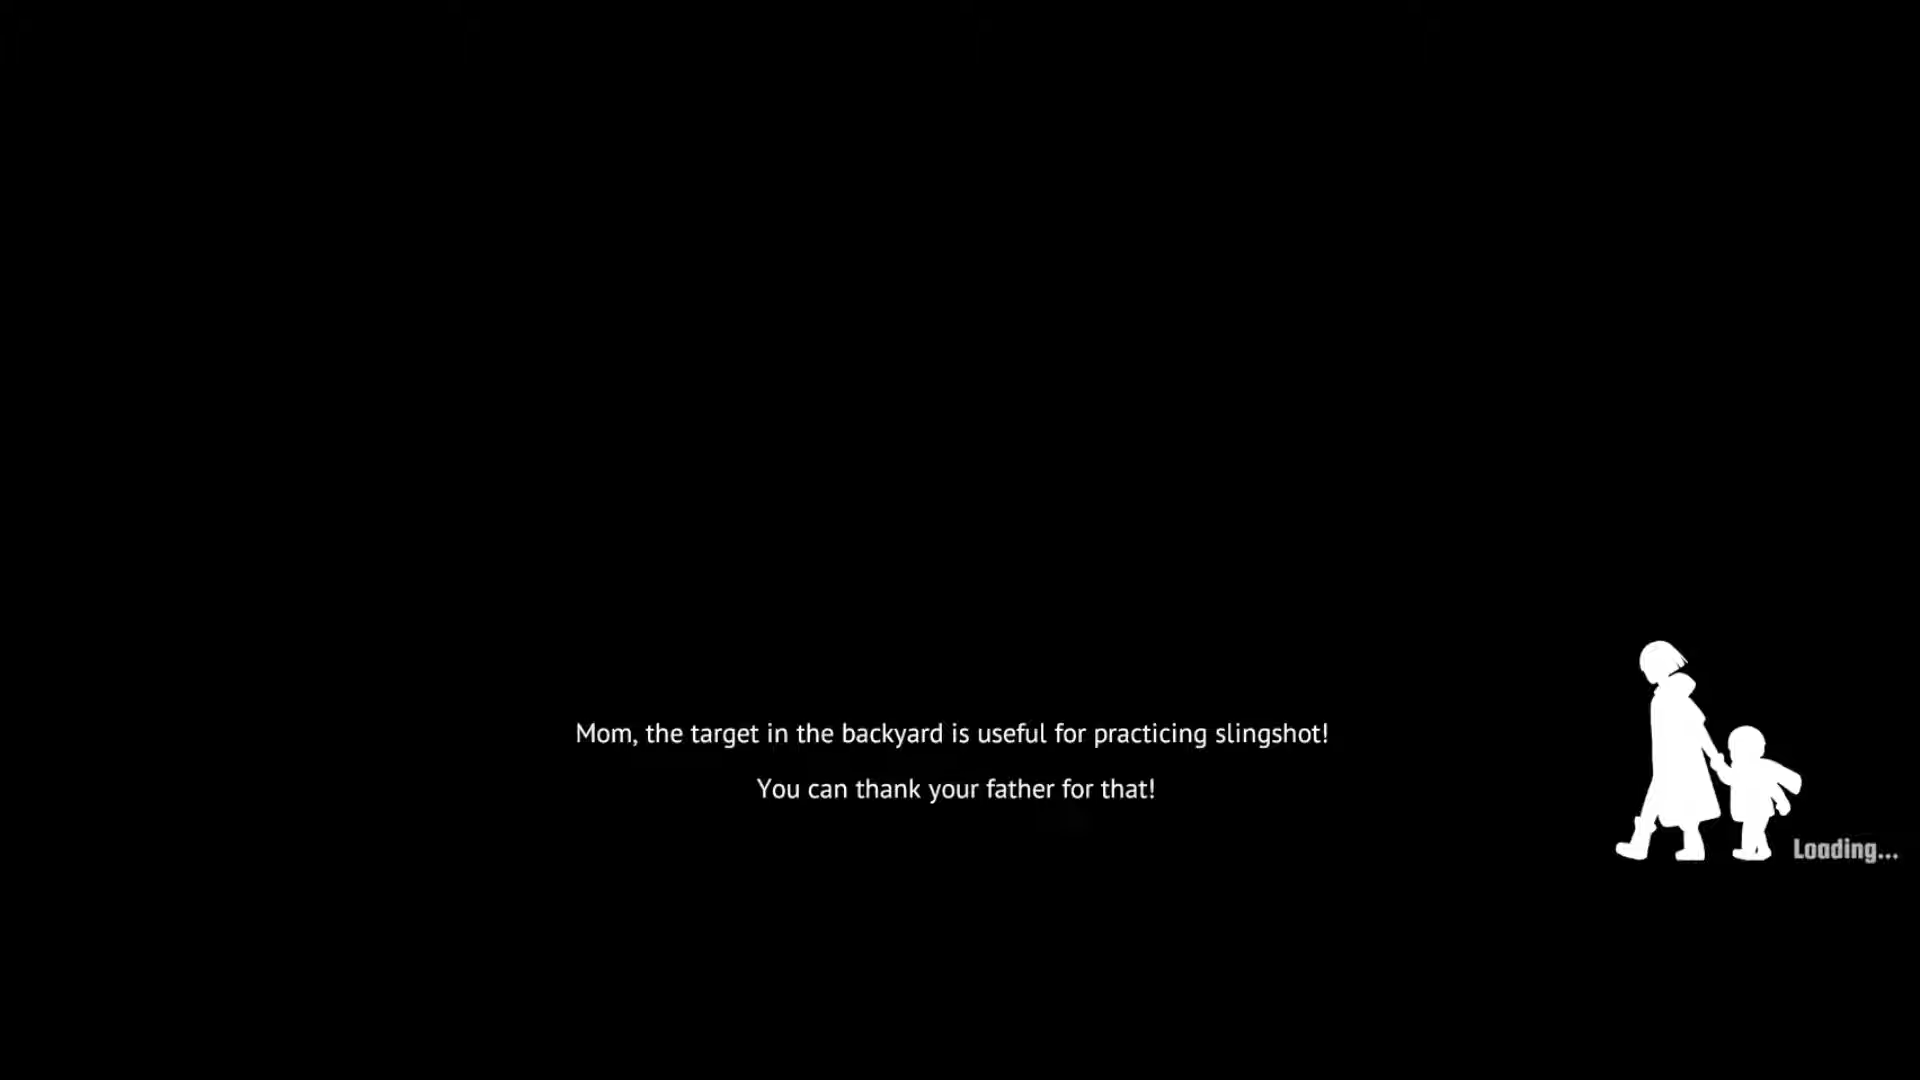 Mom, the target in the backyard is useful for practicing slingshot!
You can thank your father for that!
Loading...